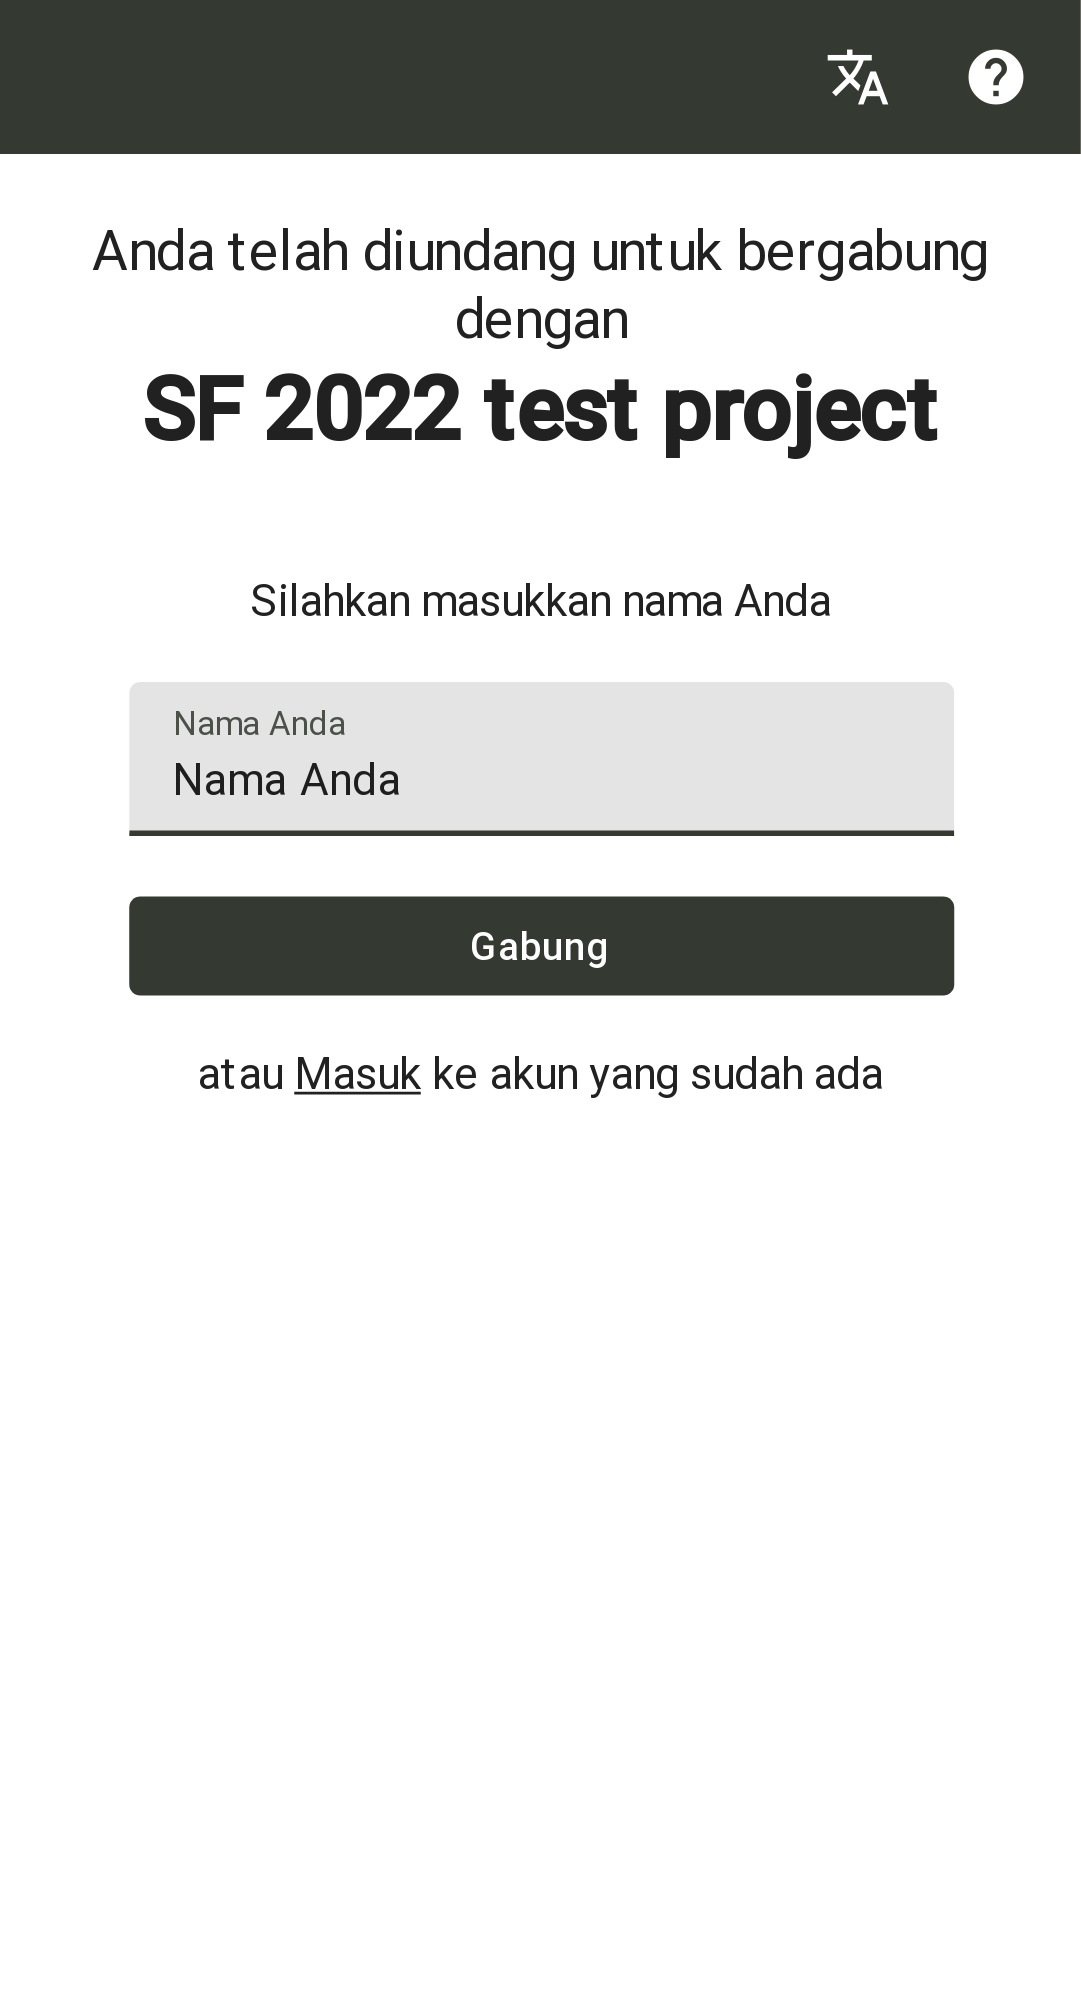 Anda telah diundang untuk bergabung
dengan
SF 2022 test project
Silahkan masukkan nama Anda
Nama Anda
Nama Anda
Gabung
atau Masuk ke akun yang sudah ada